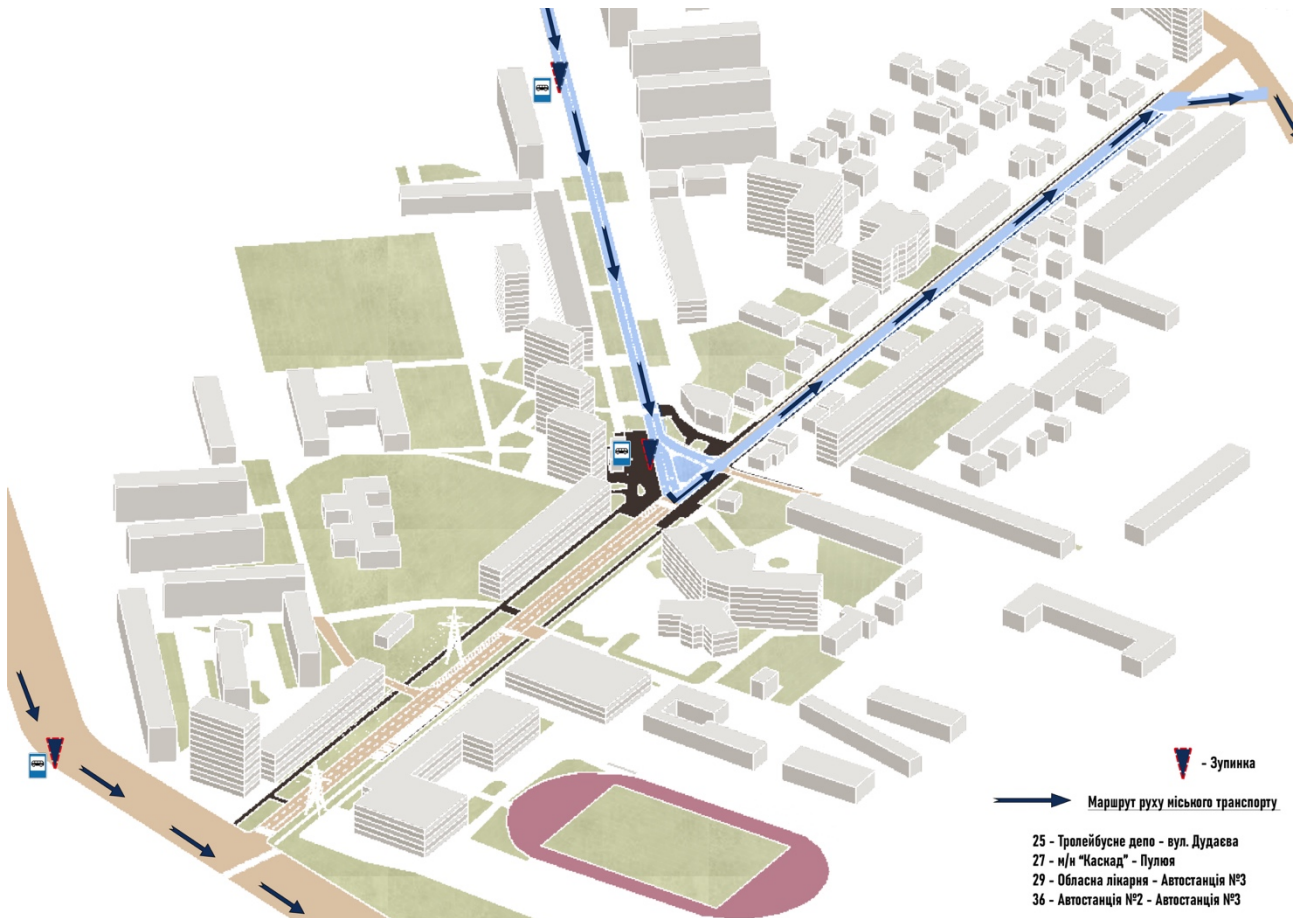 - Зупинка
Маршрут руху міського транспорту
25 - Тролейбусне депо - вул. Дудаєва
27 - м/н "Каскад" - Пулюя
29 - Обласна лікарня - Автостанція №3
36 - Автостанція №2 - Автостанція №3